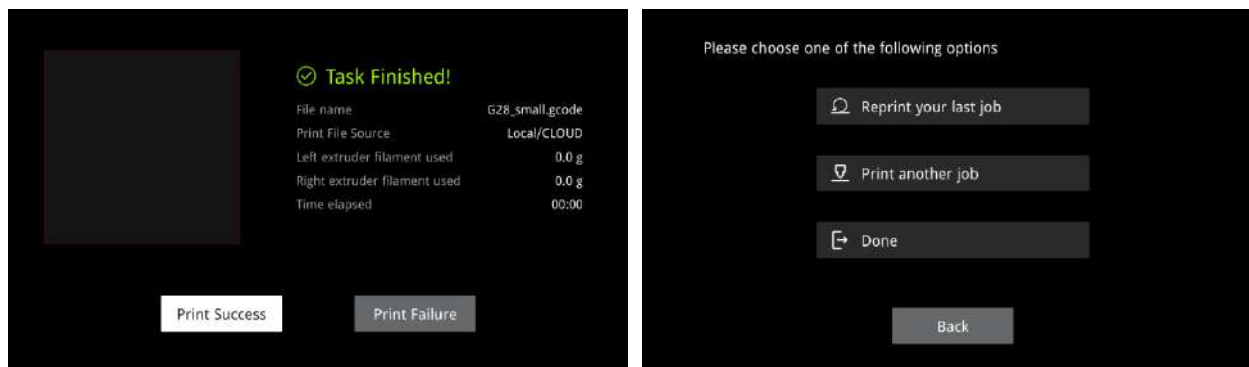 Task Finished!
File name G28_small.gcode
Print File Source Local/CLOUD
Left extruder filament used 0.0 g
Right extruder filament used 0.0 g
Time elapsed 00:00
Print Success Print Failure
Please choose one of the following options
Reprint your last job
Print another job
Done
Back